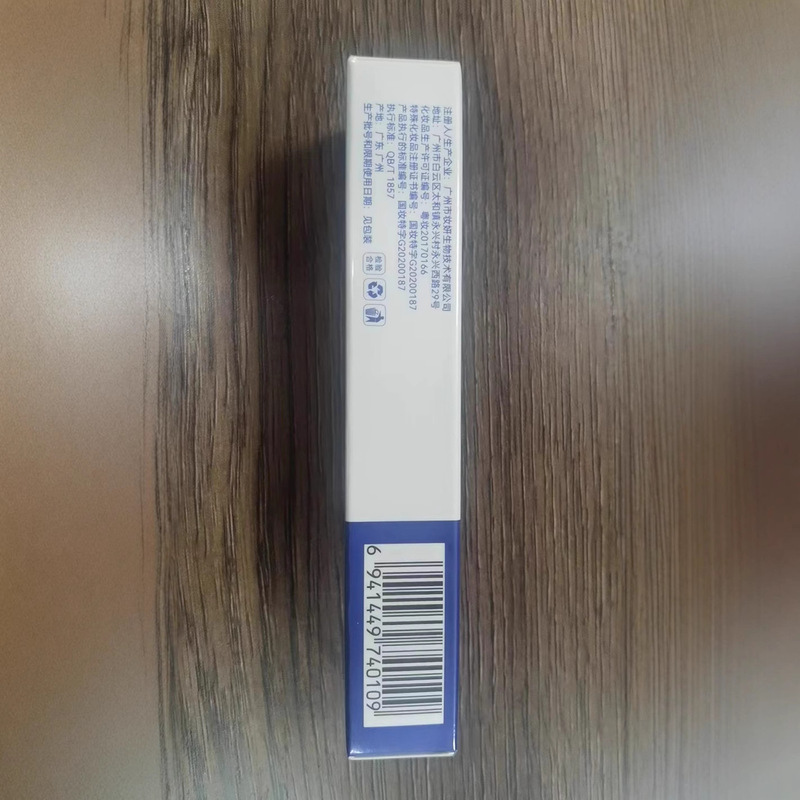 注册人/生产企业：广州市妆妍生物技术有限公司
地址：广州市白云区太和镇永兴村永兴西路29号
化妆品生产许可证编号：粤妆20170166
特殊化妆品注册证书编号：国妆特字G20200187
产品执行的标准编号：国妆特字G20200187
执行标准：QB/T 1857
产地：广东 广州
生产批号和限期使用日期：见包装
检验
合格
6 941449 740109